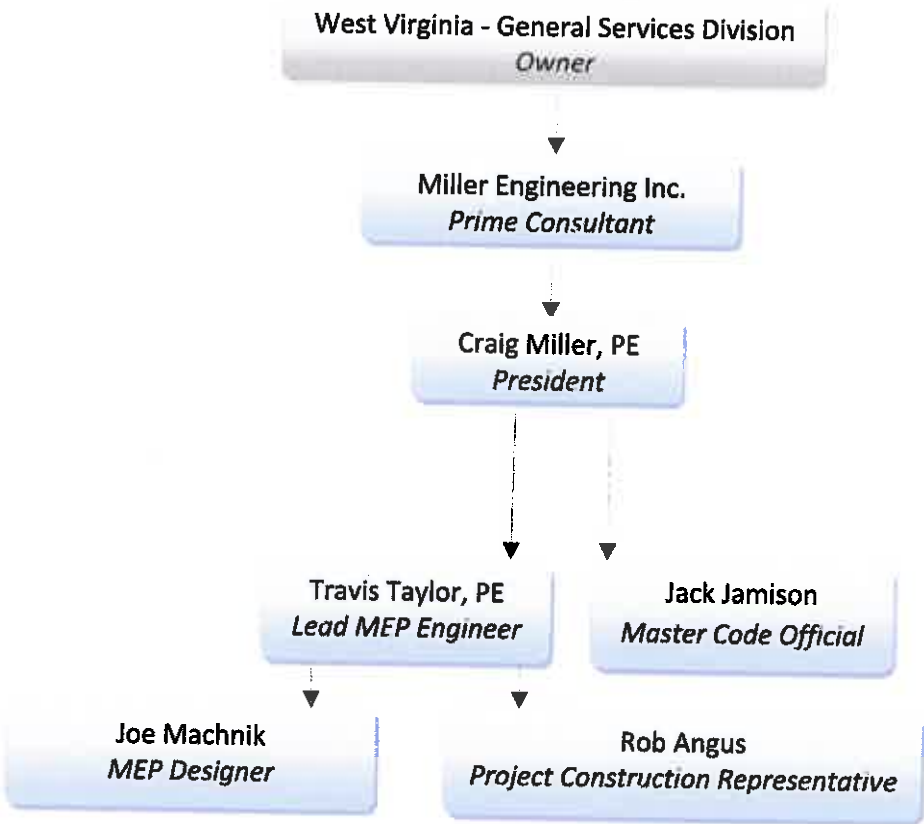 West Virginia - General Services Division
Owner
Miller Engineering Inc.
Prime Consultant
Craig Miller, PE
President
Travis Taylor, PE
Lead MEP Engineer
Jack Jamison
Master Code Official
Joe Machnik
MEP Designer
Rob Angus
Project Construction Representative